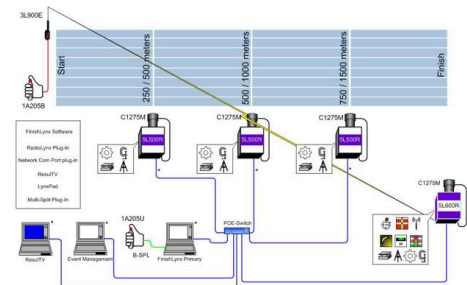 3L900E
1A205B
Start
250 / 500 meters
500 / 1000 meters
750 / 1500 meters
Finish
C1275M
5L500R
C1275M
5L500R
C1275M
5L500R
C1275M
5L600R
FinishLynx Software
RadioLynx Plug-in
Network Com Port plug-in
ResulTV
LynxPad
Multi-Split Plug-in
1A205U
B-SPL
POE-Switch
ResulTV
Event Management
FinishLynx Primary